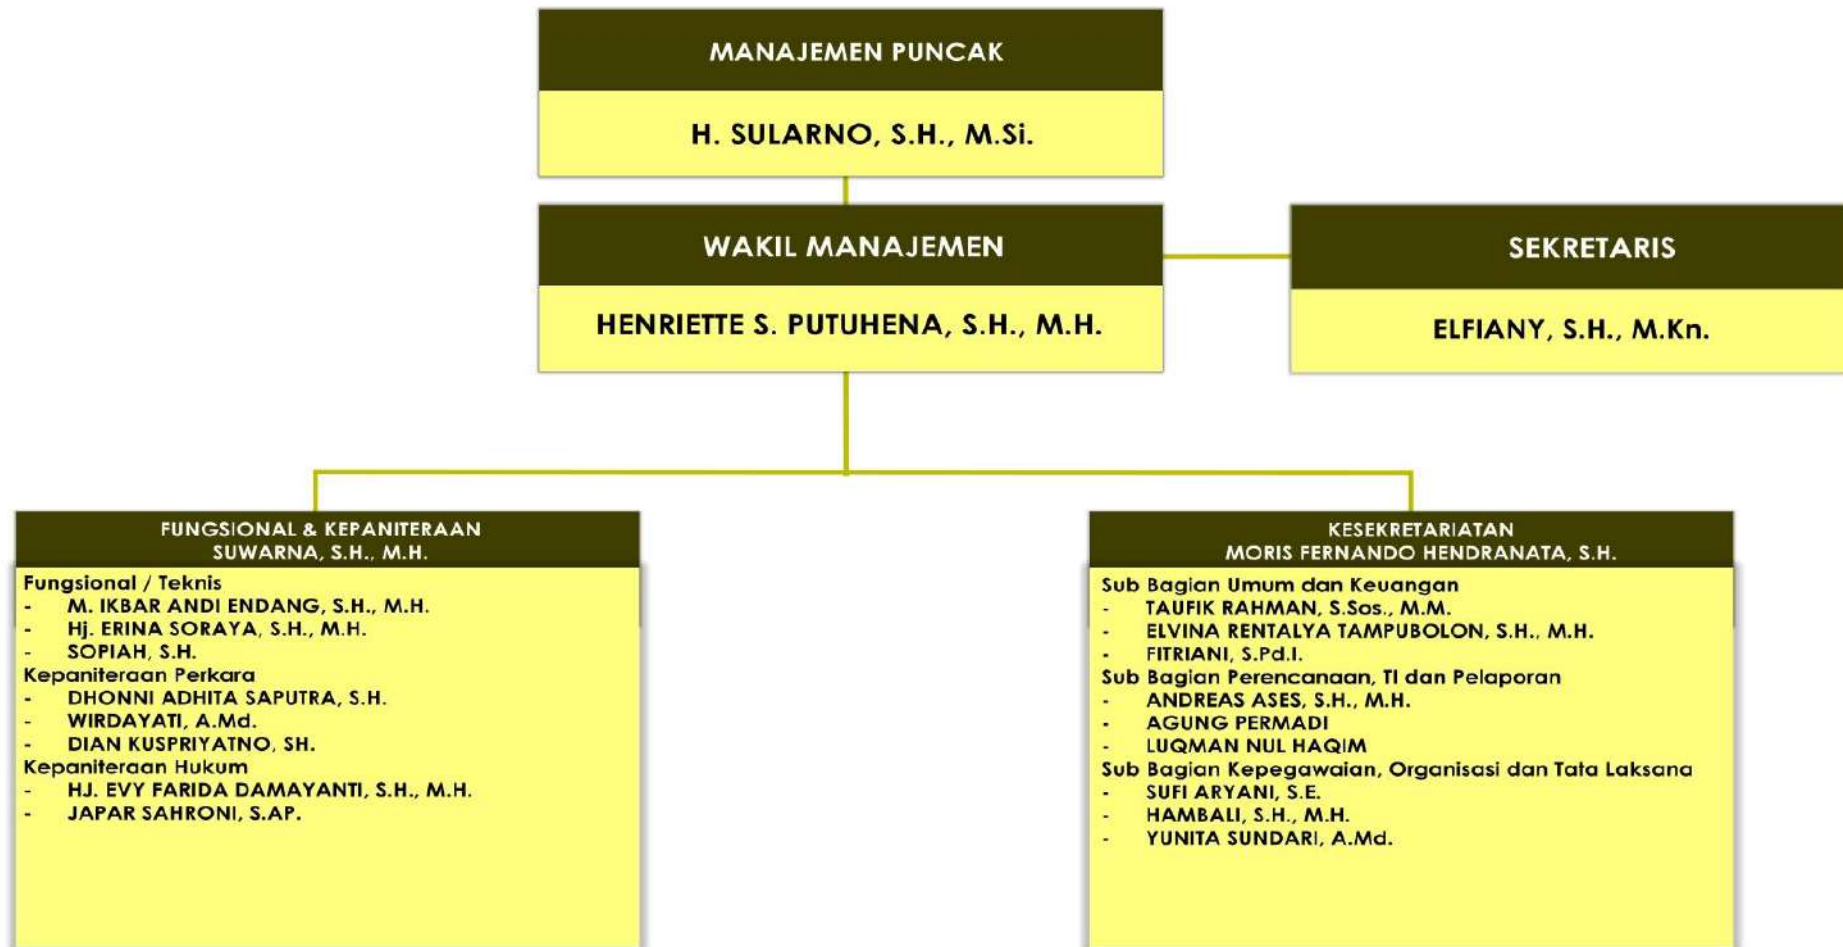 MANAJEMEN PUNCAK
H. SULARNO, S.H., M.Si.
WAKIL MANAJEMEN
HENRIETTE S. PUTUHENA, S.H., M.H.
SEKRETARIS
ELFIANY, S.H., M.Kn.
FUNGSIONAL & KEPANITERAAN
SUWARNA, S.H., M.H.
Fungsional / Teknis
- M. IKBAR ANDI ENDANG, S.H., M.H.
- Hj. ERINA SORAYA, S.H., M.H.
- SOPIAH, S.H.
Kepaniteraan Perkara
- DHONNI ADHITA SAPUTRA, S.H.
- WIRDAYATI, A.Md.
- DIAN KUSPRIYATNO, SH.
Kepaniteraan Hukum
- HJ. EVY FARIDA DAMAYANTI, S.H., M.H.
- JAPAR SAHRONI, S.AP.
KESEKRETARIATAN
MORIS FERNANDO HENDRANATA, S.H.
Sub Bagian Umum dan Keuangan
- TAUFIK RAHMAN, S.Sos., M.M.
- ELVINA RENTALYA TAMPUBOLON, S.H., M.H.
- FITRIANI, S.Pd.I.
Sub Bagian Perencanaan, TI dan Pelaporan
- ANDREAS ASES, S.H., M.H.
- AGUNG PERMADI
- LUQMAN NUL HAQIM
Sub Bagian Kepegawaian, Organisasi dan Tata Laksana
- SUFI ARYANI, S.E.
- HAMBALI, S.H., M.H.
- YUNITA SUNDARI, A.Md.